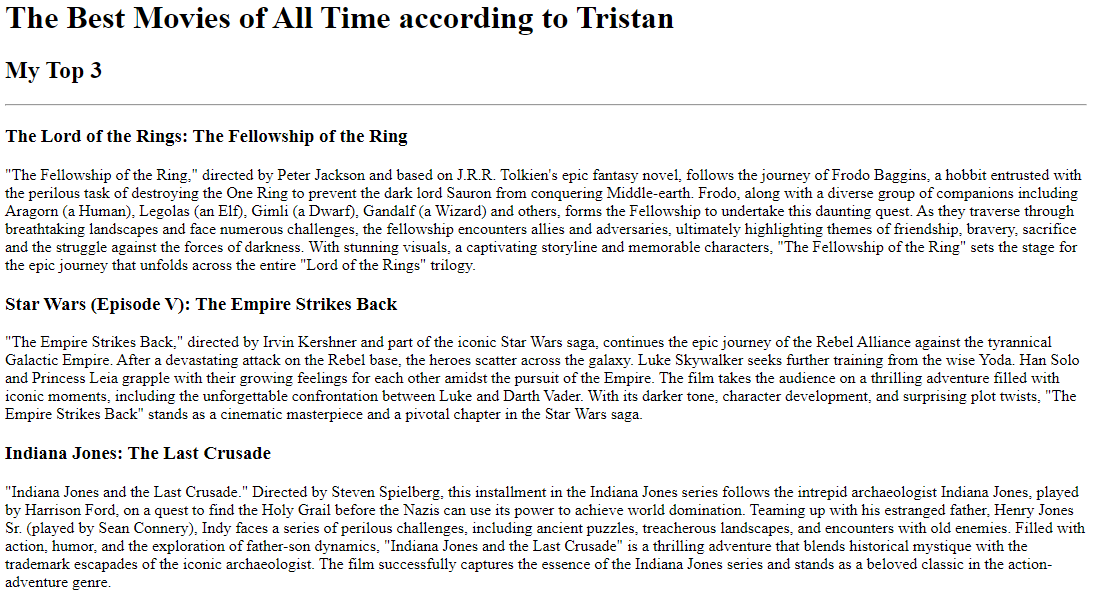 The Best Movies of All Time according to Tristan
My Top 3
The Lord of the Rings: The Fellowship of the Ring
"The Fellowship of the Ring," directed by Peter Jackson and based on J.R.R. Tolkien's epic fantasy novel, follows the journey of Frodo Baggins, a hobbit entrusted with
the perilous task of destroying the One Ring to prevent the dark lord Sauron from conquering Middle-earth. Frodo, along with a diverse group of companions including
Aragorn (a Human), Legolas (an Elf), Gimli (a Dwarf), Gandalf (a Wizard) and others, forms the Fellowship to undertake this daunting quest. As they traverse through
breathtaking landscapes and face numerous challenges, the fellowship encounters allies and adversaries, ultimately highlighting themes of friendship, bravery, sacrifice
and the struggle against the forces of darkness. With stunning visuals, a captivating storyline and memorable characters, "The Fellowship of the Ring" sets the stage for
the epic journey that unfolds across the entire "Lord of the Rings" trilogy.
Star Wars (Episode V): The Empire Strikes Back
"The Empire Strikes Back," directed by Irvin Kershner and part of the iconic Star Wars saga, continues the epic journey of the Rebel Alliance against the tyrannical
Galactic Empire. After a devastating attack on the Rebel base, the heroes scatter across the galaxy. Luke Skywalker seeks further training from the wise Yoda. Han Solo
and Princess Leia grapple with their growing feelings for each other amidst the pursuit of the Empire. The film takes the audience on a thrilling adventure filled with
iconic moments, including the unforgettable confrontation between Luke and Darth Vader. With its darker tone, character development, and surprising plot twists, "The
Empire Strikes Back" stands as a cinematic masterpiece and a pivotal chapter in the Star Wars saga.
Indiana Jones: The Last Crusade
"Indiana Jones and the Last Crusade." Directed by Steven Spielberg, this installment in the Indiana Jones series follows the intrepid archaeologist Indiana Jones, played
by Harrison Ford, on a quest to find the Holy Grail before the Nazis can use its power to achieve world domination. Teaming up with his estranged father, Henry Jones
Sr. (played by Sean Connery), Indy faces a series of perilous challenges, including ancient puzzles, treacherous landscapes, and encounters with old enemies. Filled with
action, humor, and the exploration of father-son dynamics, "Indiana Jones and the Last Crusade" is a thrilling adventure that blends historical mystique with the
trademark escapades of the iconic archaeologist. The film successfully captures the essence of the Indiana Jones series and stands as a beloved classic in the action-
adventure genre.